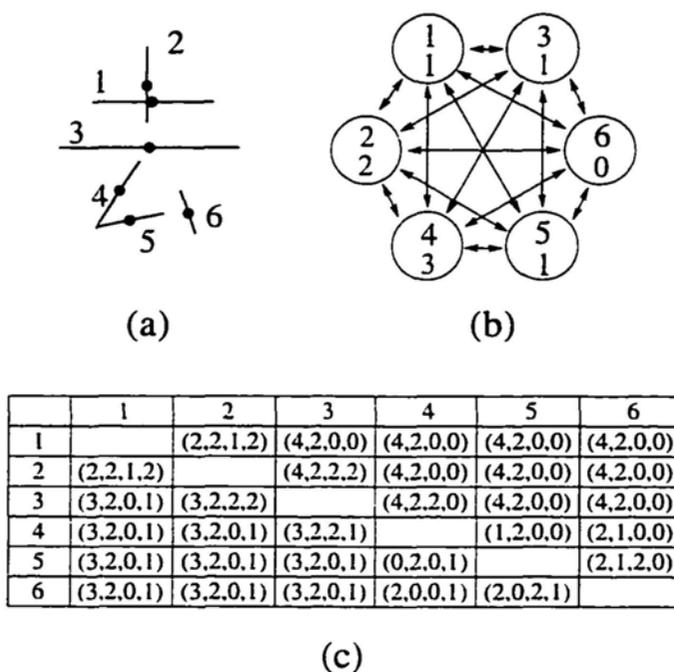 2
1
3
4
5
6
(a)
1 3
1 1
2 6
2 0
4 5
3 1
(b)
1 2 3 4 5 6
1 (2,2,1,2) (4,2,0,0) (4,2,0,0) (4,2,0,0) (4,2,0,0)
2 (2,2,1,2) (4,2,2,2) (4,2,0,0) (4,2,0,0) (4,2,0,0)
3 (3,2,0,1) (3,2,2,2) (4,2,2,0) (4,2,0,0) (4,2,0,0)
4 (3,2,0,1) (3,2,0,1) (3,2,2,1) (1,2,0,0) (2,1,0,0)
5 (3,2,0,1) (3,2,0,1) (3,2,0,1) (0,2,0,1) (2,1,2,0)
6 (3,2,0,1) (3,2,0,1) (3,2,0,1) (2,0,0,1) (2,0,2,1)
(c)